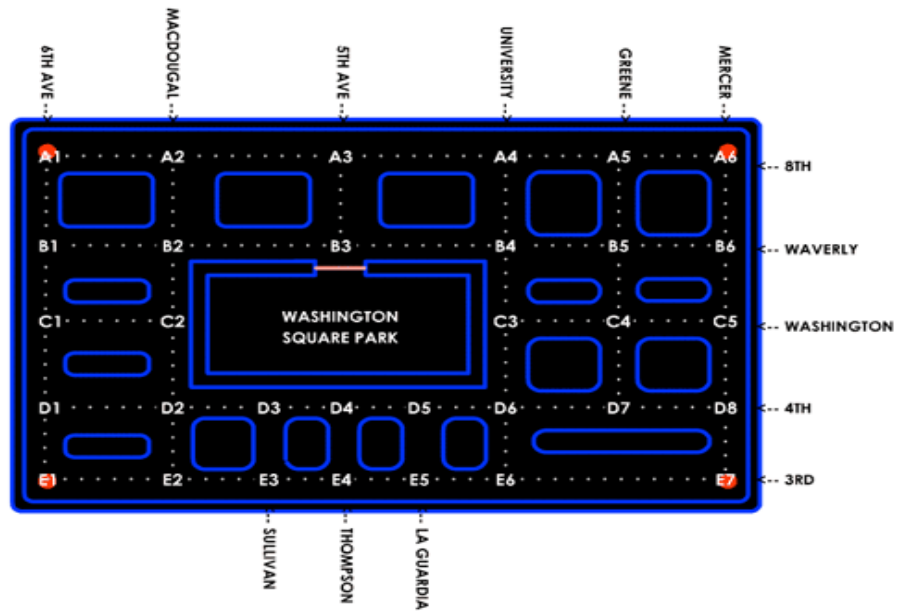 6TH AVE -->
MACDOUGAL -->
5TH AVE -->
UNIVERSITY -->
GREENE -->
MERCER -->
A1 A2 A3 A4 A5 A6
<-- 8TH
B1 B2 B3 B4 B5 B6
<-- WAVERLY
WASHINGTON
SQUARE PARK
C1 C2 C3 C4 C5
<-- WASHINGTON
D1 D2 D3 D4 D5 D6 D7 D8
<-- 4TH
E1 E2 E3 E4 E5 E6 E7
<-- 3RD
<-- SULLIVAN
<-- THOMPSON
<-- LA GUARDIA